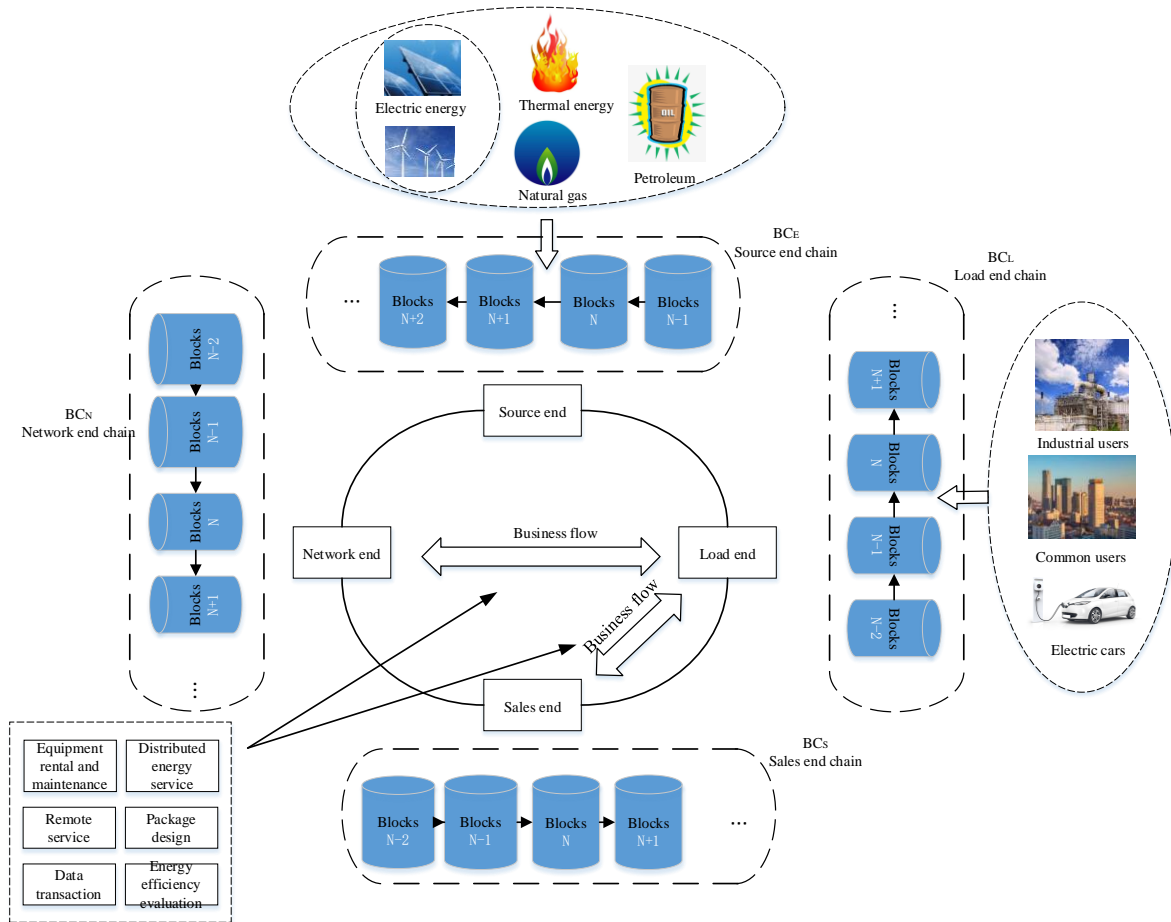 Electric energy
Thermal energy
OIL
Petroleum
Natural gas
BCE
Source end chain
...
Blocks
N+2
Blocks
N+1
Blocks
N
Blocks
N-1
BCL
Load end chain
...
Blocks
N+1
Blocks
N
Blocks
N-1
Blocks
N-2
Industrial users
Common users
Electric cars
BCN
Network end chain
Blocks
N-2
Blocks
N-1
Blocks
N
Blocks
N+1
...
Source end
Network end
Business flow
Load end
Business flow
Sales end
Equipment
rental and
maintenance
Distributed
energy
service
Remote
service
Package
design
Data
transaction
Energy
efficiency
evaluation
BCS
Sales end chain
Blocks
N-2
Blocks
N-1
Blocks
N
Blocks
N+1
...